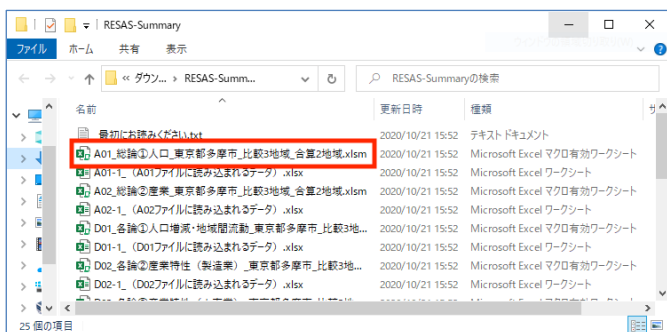 RESAS-Summary
ファイル ホーム 共有 表示
« ダウン... › RESAS-Summ... RESAS-Summaryの検索
名前 更新日時 種類
最初にお読みください.txt 2020/10/21 15:52 テキスト ドキュメント
A01_総論①人口_東京都多摩市_比較3地域_合算2地域.xlsm 2020/10/21 15:52 Microsoft Excel マクロ有効ワークシート
A01-1_（A01ファイルに読み込まれるデータ）.xlsx 2020/10/21 15:52 Microsoft Excel ワークシート
A02_総論②産業_東京都多摩市_比較3地域_合算2地域.xlsm 2020/10/21 15:52 Microsoft Excel マクロ有効ワークシート
A02-1_（A02ファイルに読み込まれるデータ）.xlsx 2020/10/21 15:52 Microsoft Excel ワークシート
D01_各論①人口増減・地域間流動_東京都多摩市_比較3地... 2020/10/21 15:52 Microsoft Excel マクロ有効ワークシート
D01-1_（D01ファイルに読み込まれるデータ）.xlsx 2020/10/21 15:52 Microsoft Excel ワークシート
D02_各論②産業特性（製造業）_東京都多摩市_比較3地... 2020/10/21 15:52 Microsoft Excel マクロ有効ワークシート
D02-1_（D02ファイルに読み込まれるデータ）.xlsx 2020/10/21 15:52 Microsoft Excel ワークシート
25 個の項目